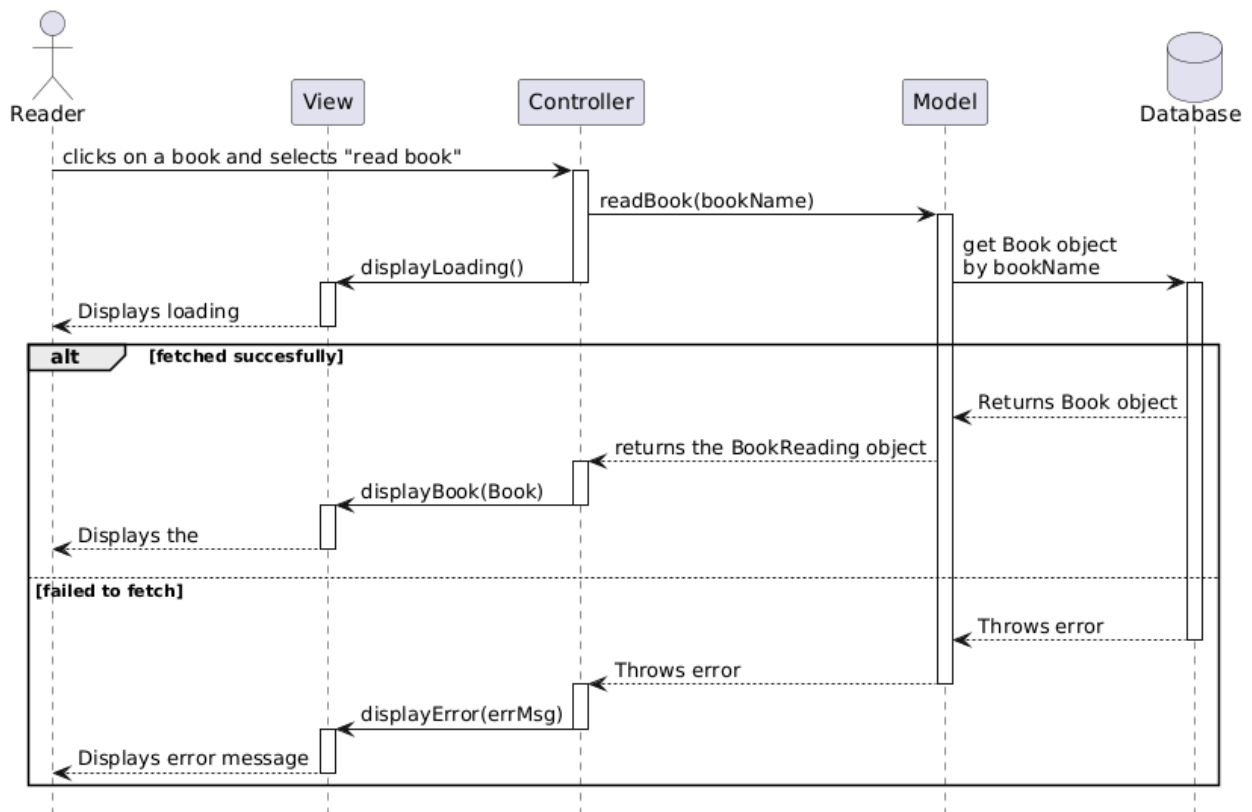 Reader
View
Controller
Model
Database
clicks on a book and selects "read book"
readBook(bookName)
get Book object
by bookName
displayLoading()
Displays loading
alt
[fetched succesfully]
Returns Book object
returns the BookReading object
displayBook(Book)
Displays the
[failed to fetch]
Throws error
Throws error
displayError(errMsg)
Displays error message